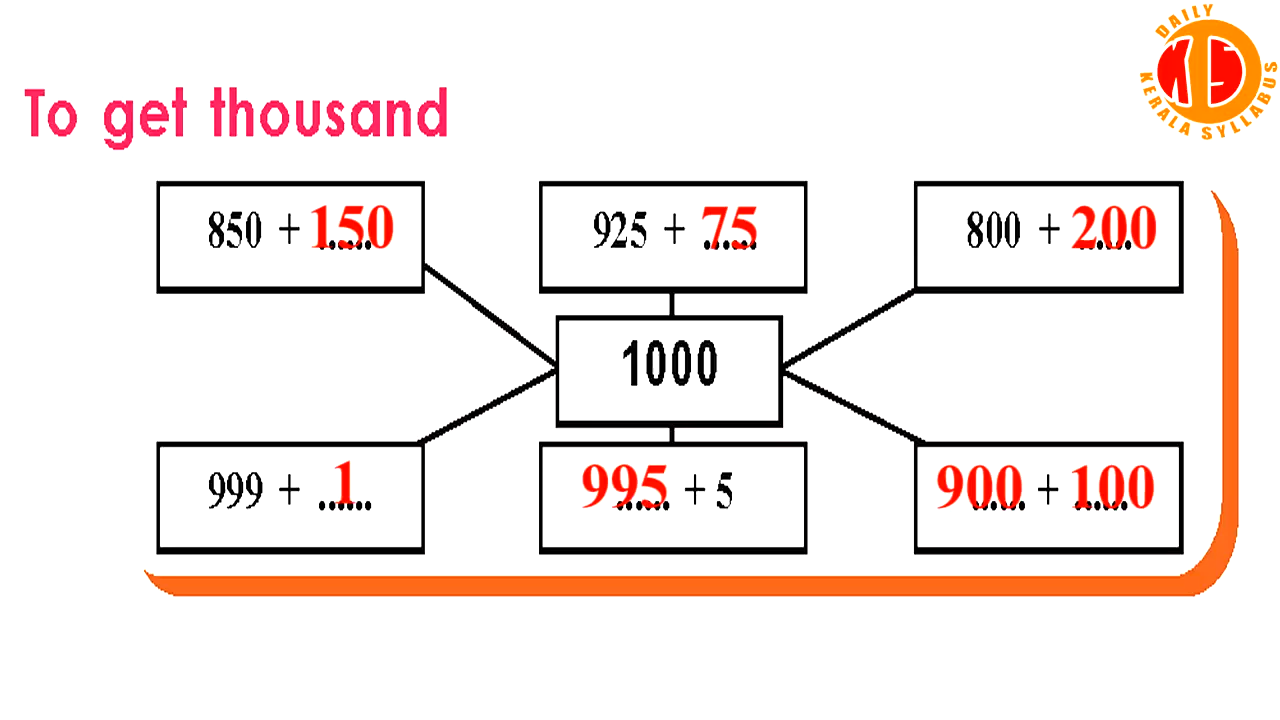 DAILY
KS
KERALA SYLLABUS
To get thousand
850 + 150
925 + 75
800 + 200
1000
999 + 1
995 + 5
900 + 100